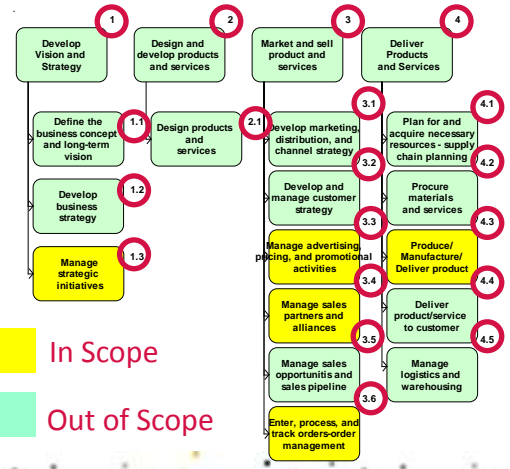 1
Develop
Vision and
Strategy
2
Design and
develop products
and services
3
Market and sell
product and
services
4
Deliver
Products
and Services
1.1
Define the
business concept
and long-term
vision
1.2
Develop
business
strategy
1.3
Manage
strategic
initiatives
2.1
Design products
and
services
3.1
Develop marketing,
distribution, and
channel strategy
3.2
Develop and
manage customer
strategy
3.3
Manage advertising,
pricing, and promotional
activities
3.4
Manage sales
partners and
alliances
3.5
Manage sales
opportunitis and
sales pipeline
3.6
Enter, process, and
track orders-order
management
4.1
Plan for and
acquire necessary
resources - supply
chain planning
4.2
Procure
materials
and services
4.3
Produce/
Manufacture/
Deliver product
4.4
Deliver
product/service
to customer
4.5
Manage
logistics and
warehousing
In Scope
Out of Scope